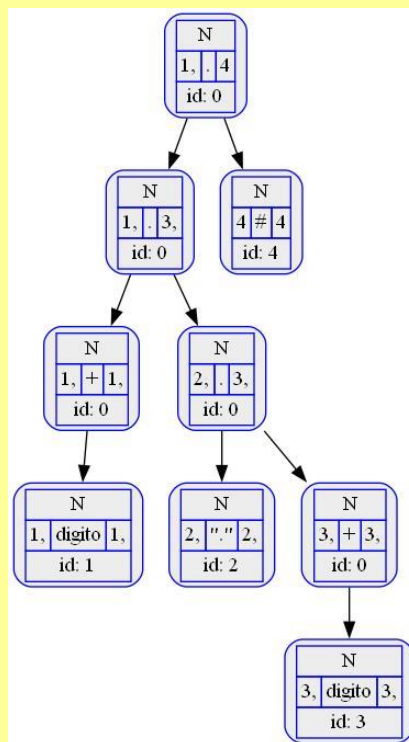 N
1, . 4
id: 0
N
1, . 3,
id: 0
N
4 # 4
id: 4
N
1, + 1,
id: 0
N
2, . 3,
id: 0
N
1, digito 1,
id: 1
N
2, "." 2,
id: 2
N
3, + 3,
id: 0
N
3, digito 3,
id: 3